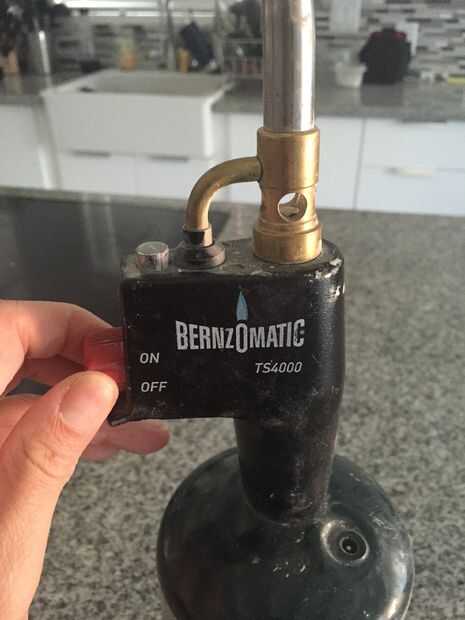 ON
OFF
BERNZOMATIC
TS4000